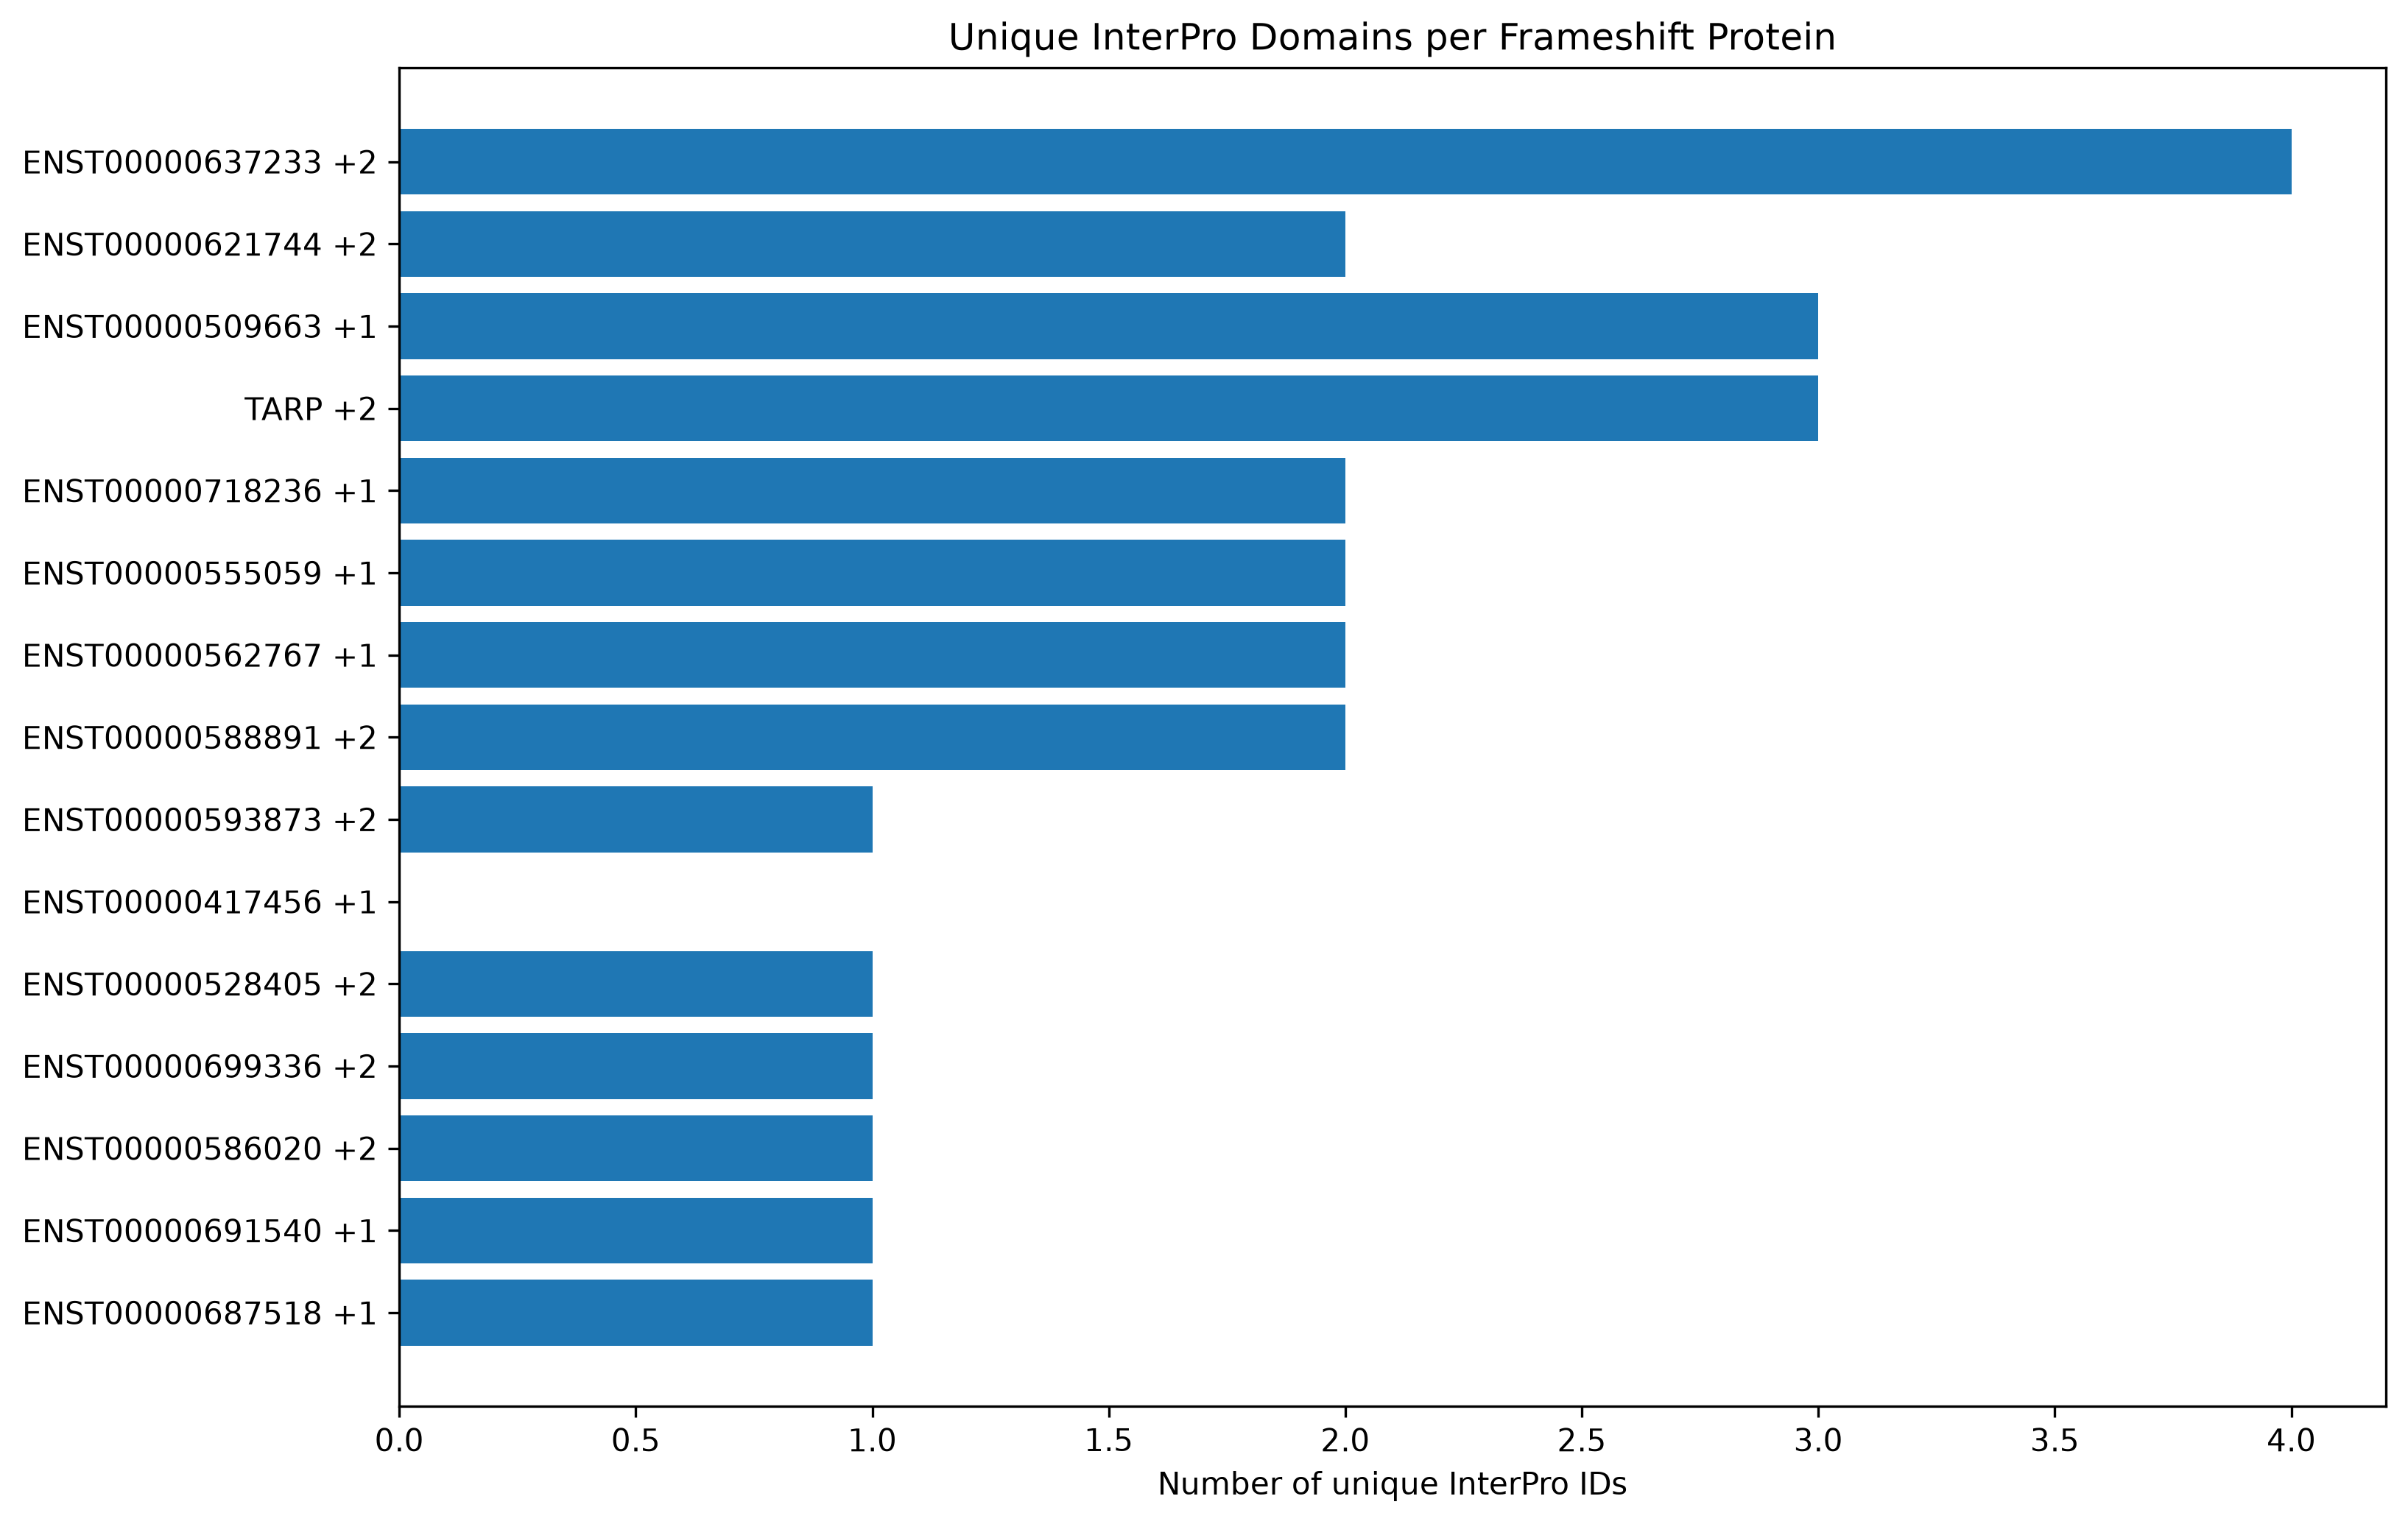 Unique InterPro Domains per Frameshift Protein
ENST00000637233 +2
ENST00000621744 +2
ENST00000509663 +1
TARP +2
ENST00000718236 +1
ENST00000555059 +1
ENST00000562767 +1
ENST00000588891 +2
ENST00000593873 +2
ENST00000417456 +1
ENST00000528405 +2
ENST00000699336 +2
ENST00000586020 +2
ENST00000691540 +1
ENST00000687518 +1
0.0 0.5 1.0 1.5 2.0 2.5 3.0 3.5 4.0
Number of unique InterPro IDs